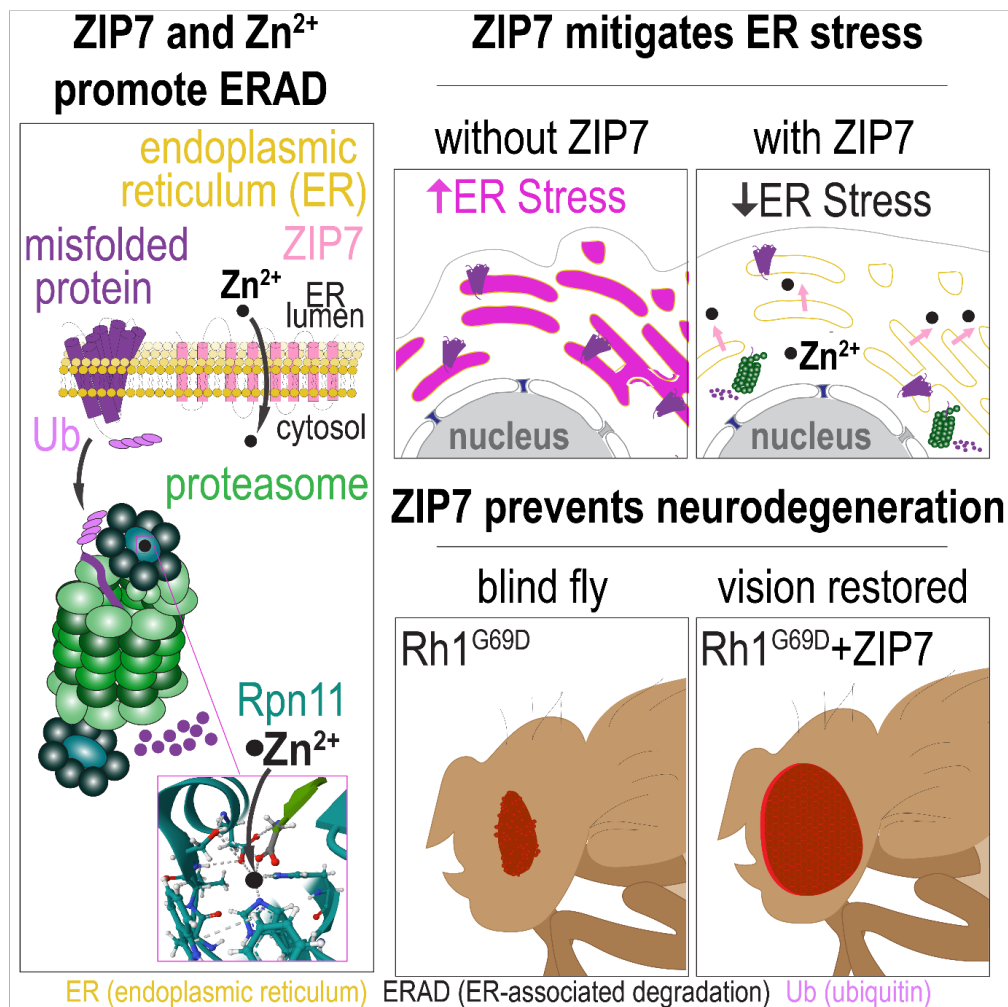 ZIP7 and Zn²⁺
promote ERAD
endoplasmic
reticulum (ER)
misfolded
protein
ZIP7
Zn²⁺
ER
lumen
Ub
cytosol
proteasome
Rpn11
Zn²⁺
ZIP7 mitigates ER stress
without ZIP7
↑ER Stress
nucleus
with ZIP7
↓ER Stress
Zn²⁺
nucleus
ZIP7 prevents neurodegeneration
blind fly
Rh1ᴳ⁶⁹ᴰ
vision restored
Rh1ᴳ⁶⁹ᴰ+ZIP7
ER (endoplasmic reticulum) ERAD (ER-associated degradation) Ub (ubiquitin)